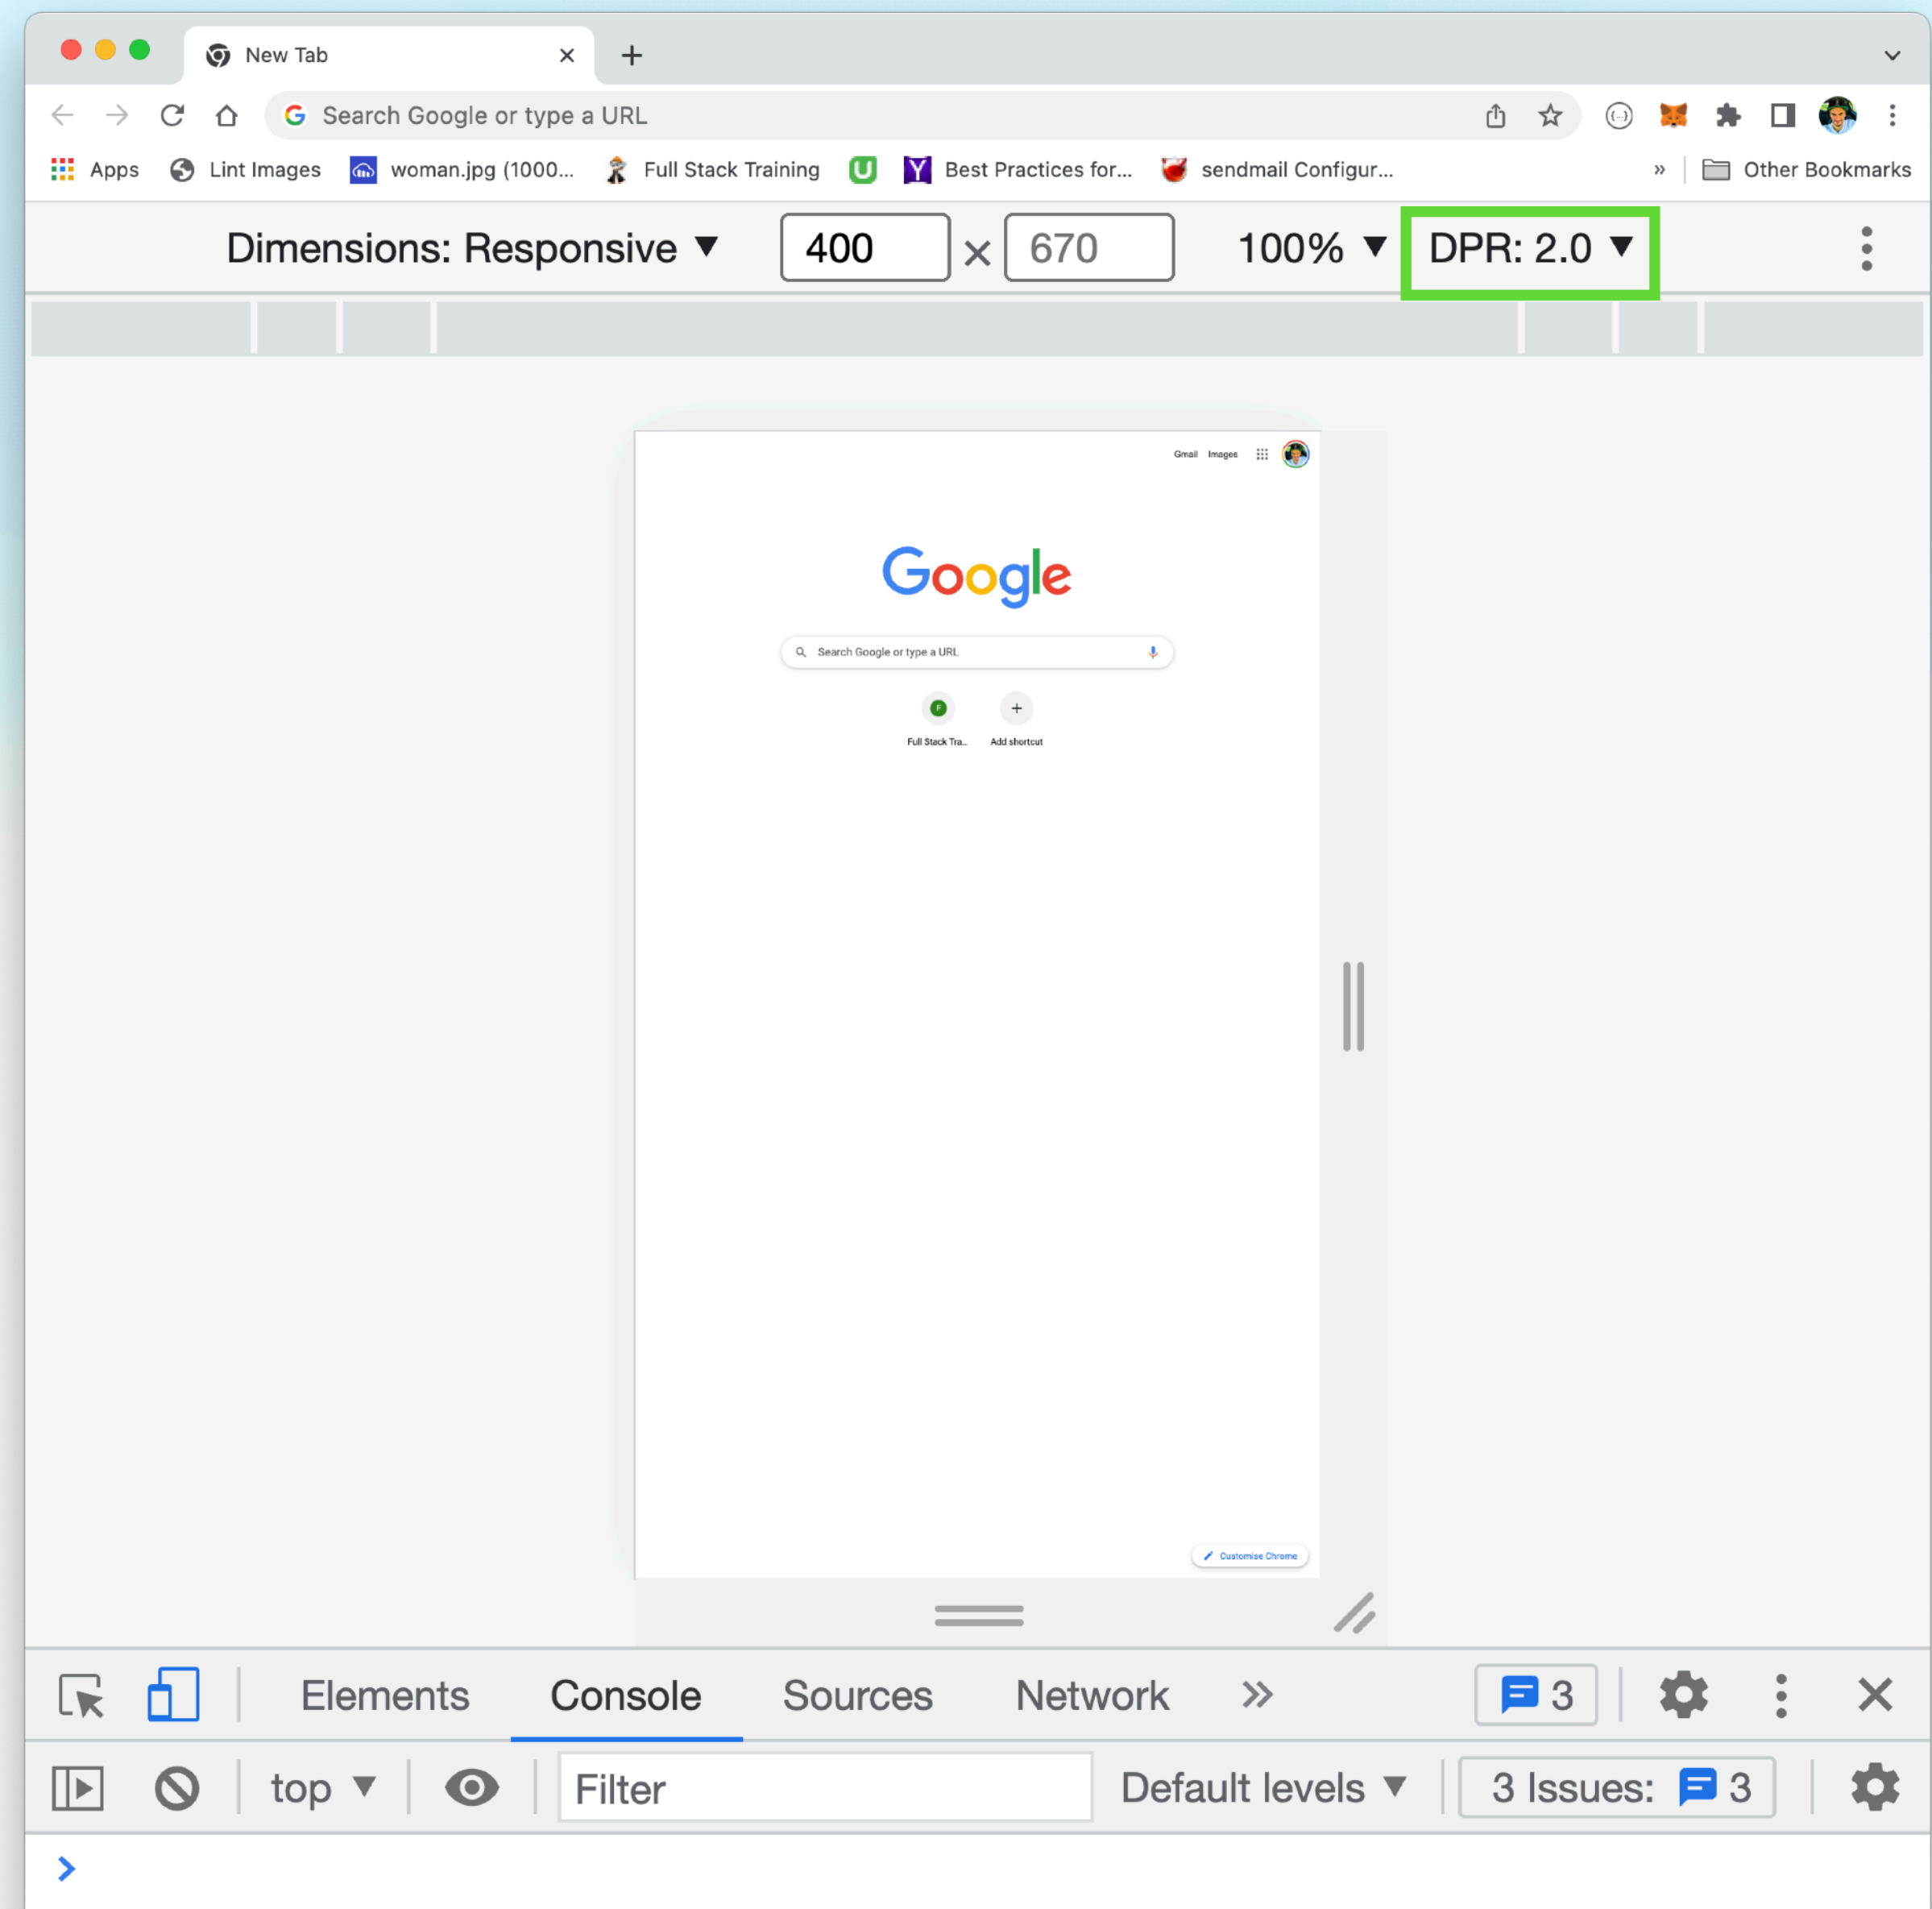 New Tab
Search Google or type a URL
Apps Lint Images woman.jpg (1000... Full Stack Training Best Practices for... sendmail Configur... » Other Bookmarks
Dimensions: Responsive 400 × 670 100% DPR: 2.0
Gmail Images
Google
Search Google or type a URL
F
Full Stack Tra... Add shortcut
Customise Chrome
Elements Console Sources Network » 3
top Filter Default levels 3 Issues: 3